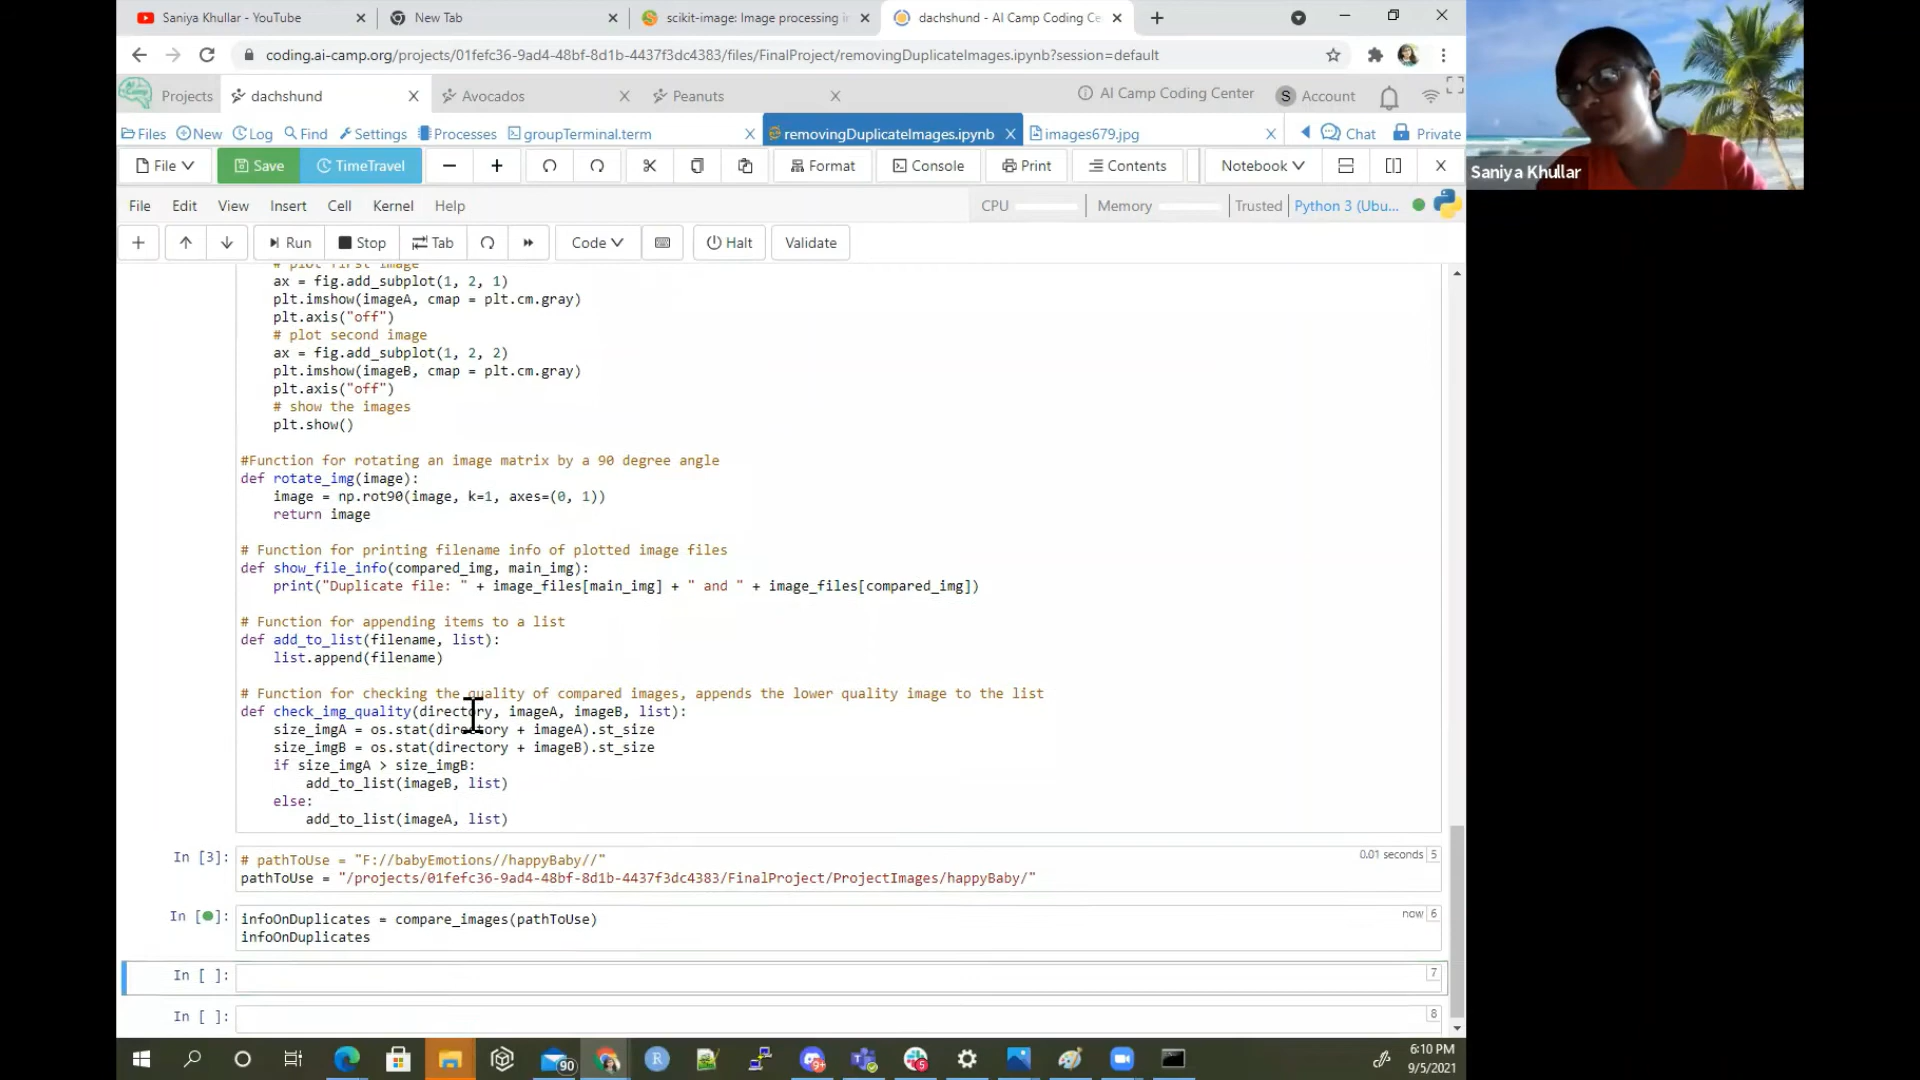 Saniya Khullar - YouTube
New Tab
scikit-image: Image processing in
dachshund - AI Camp Coding Ce
coding.ai-camp.org/projects/01fefc36-9ad4-48bf-8d1b-4437f3dc4383/files/FinalProject/removingDuplicateImages.ipynb?session=default
Projects
dachshund
Avocados
Peanuts
AI Camp Coding Center
S Account
Files
New
Log
Find
Settings
Processes
groupTerminal.term
removingDuplicateImages.ipynb
images679.jpg
Chat
Private
File
Save
TimeTravel
Format
Console
Print
Contents
Notebook
Saniya Khullar
File Edit View Insert Cell Kernel Help
CPU
Memory
Trusted
Python 3 (Ubu...
Run
Stop
Tab
Code
Halt
Validate
# plot first image
ax = fig.add_subplot(1, 2, 1)
plt.imshow(imageA, cmap = plt.cm.gray)
plt.axis("off")
# plot second image
ax = fig.add_subplot(1, 2, 2)
plt.imshow(imageB, cmap = plt.cm.gray)
plt.axis("off")
# show the images
plt.show()
#Function for rotating an image matrix by a 90 degree angle
def rotate_img(image):
image = np.rot90(image, k=1, axes=(0, 1))
return image
# Function for printing filename info of plotted image files
def show_file_info(compared_img, main_img):
print("Duplicate file: " + image_files[main_img] + " and " + image_files[compared_img])
# Function for appending items to a list
def add_to_list(filename, list):
list.append(filename)
# Function for checking the quality of compared images, appends the lower quality image to the list
def check_img_quality(directory, imageA, imageB, list):
size_imgA = os.stat(directory + imageA).st_size
size_imgB = os.stat(directory + imageB).st_size
if size_imgA > size_imgB:
add_to_list(imageB, list)
else:
add_to_list(imageA, list)
In [3]:
# pathToUse = "F://babyEmotions//happyBaby//"
0.01 seconds 5
pathToUse = "/projects/01fefc36-9ad4-48bf-8d1b-4437f3dc4383/FinalProject/ProjectImages/happyBaby/"
In [ ]:
infoOnDuplicates = compare_images(pathToUse)
now 6
infoOnDuplicates
In [ ]:
7
In [ ]:
8
90
6:10 PM
9/5/2021